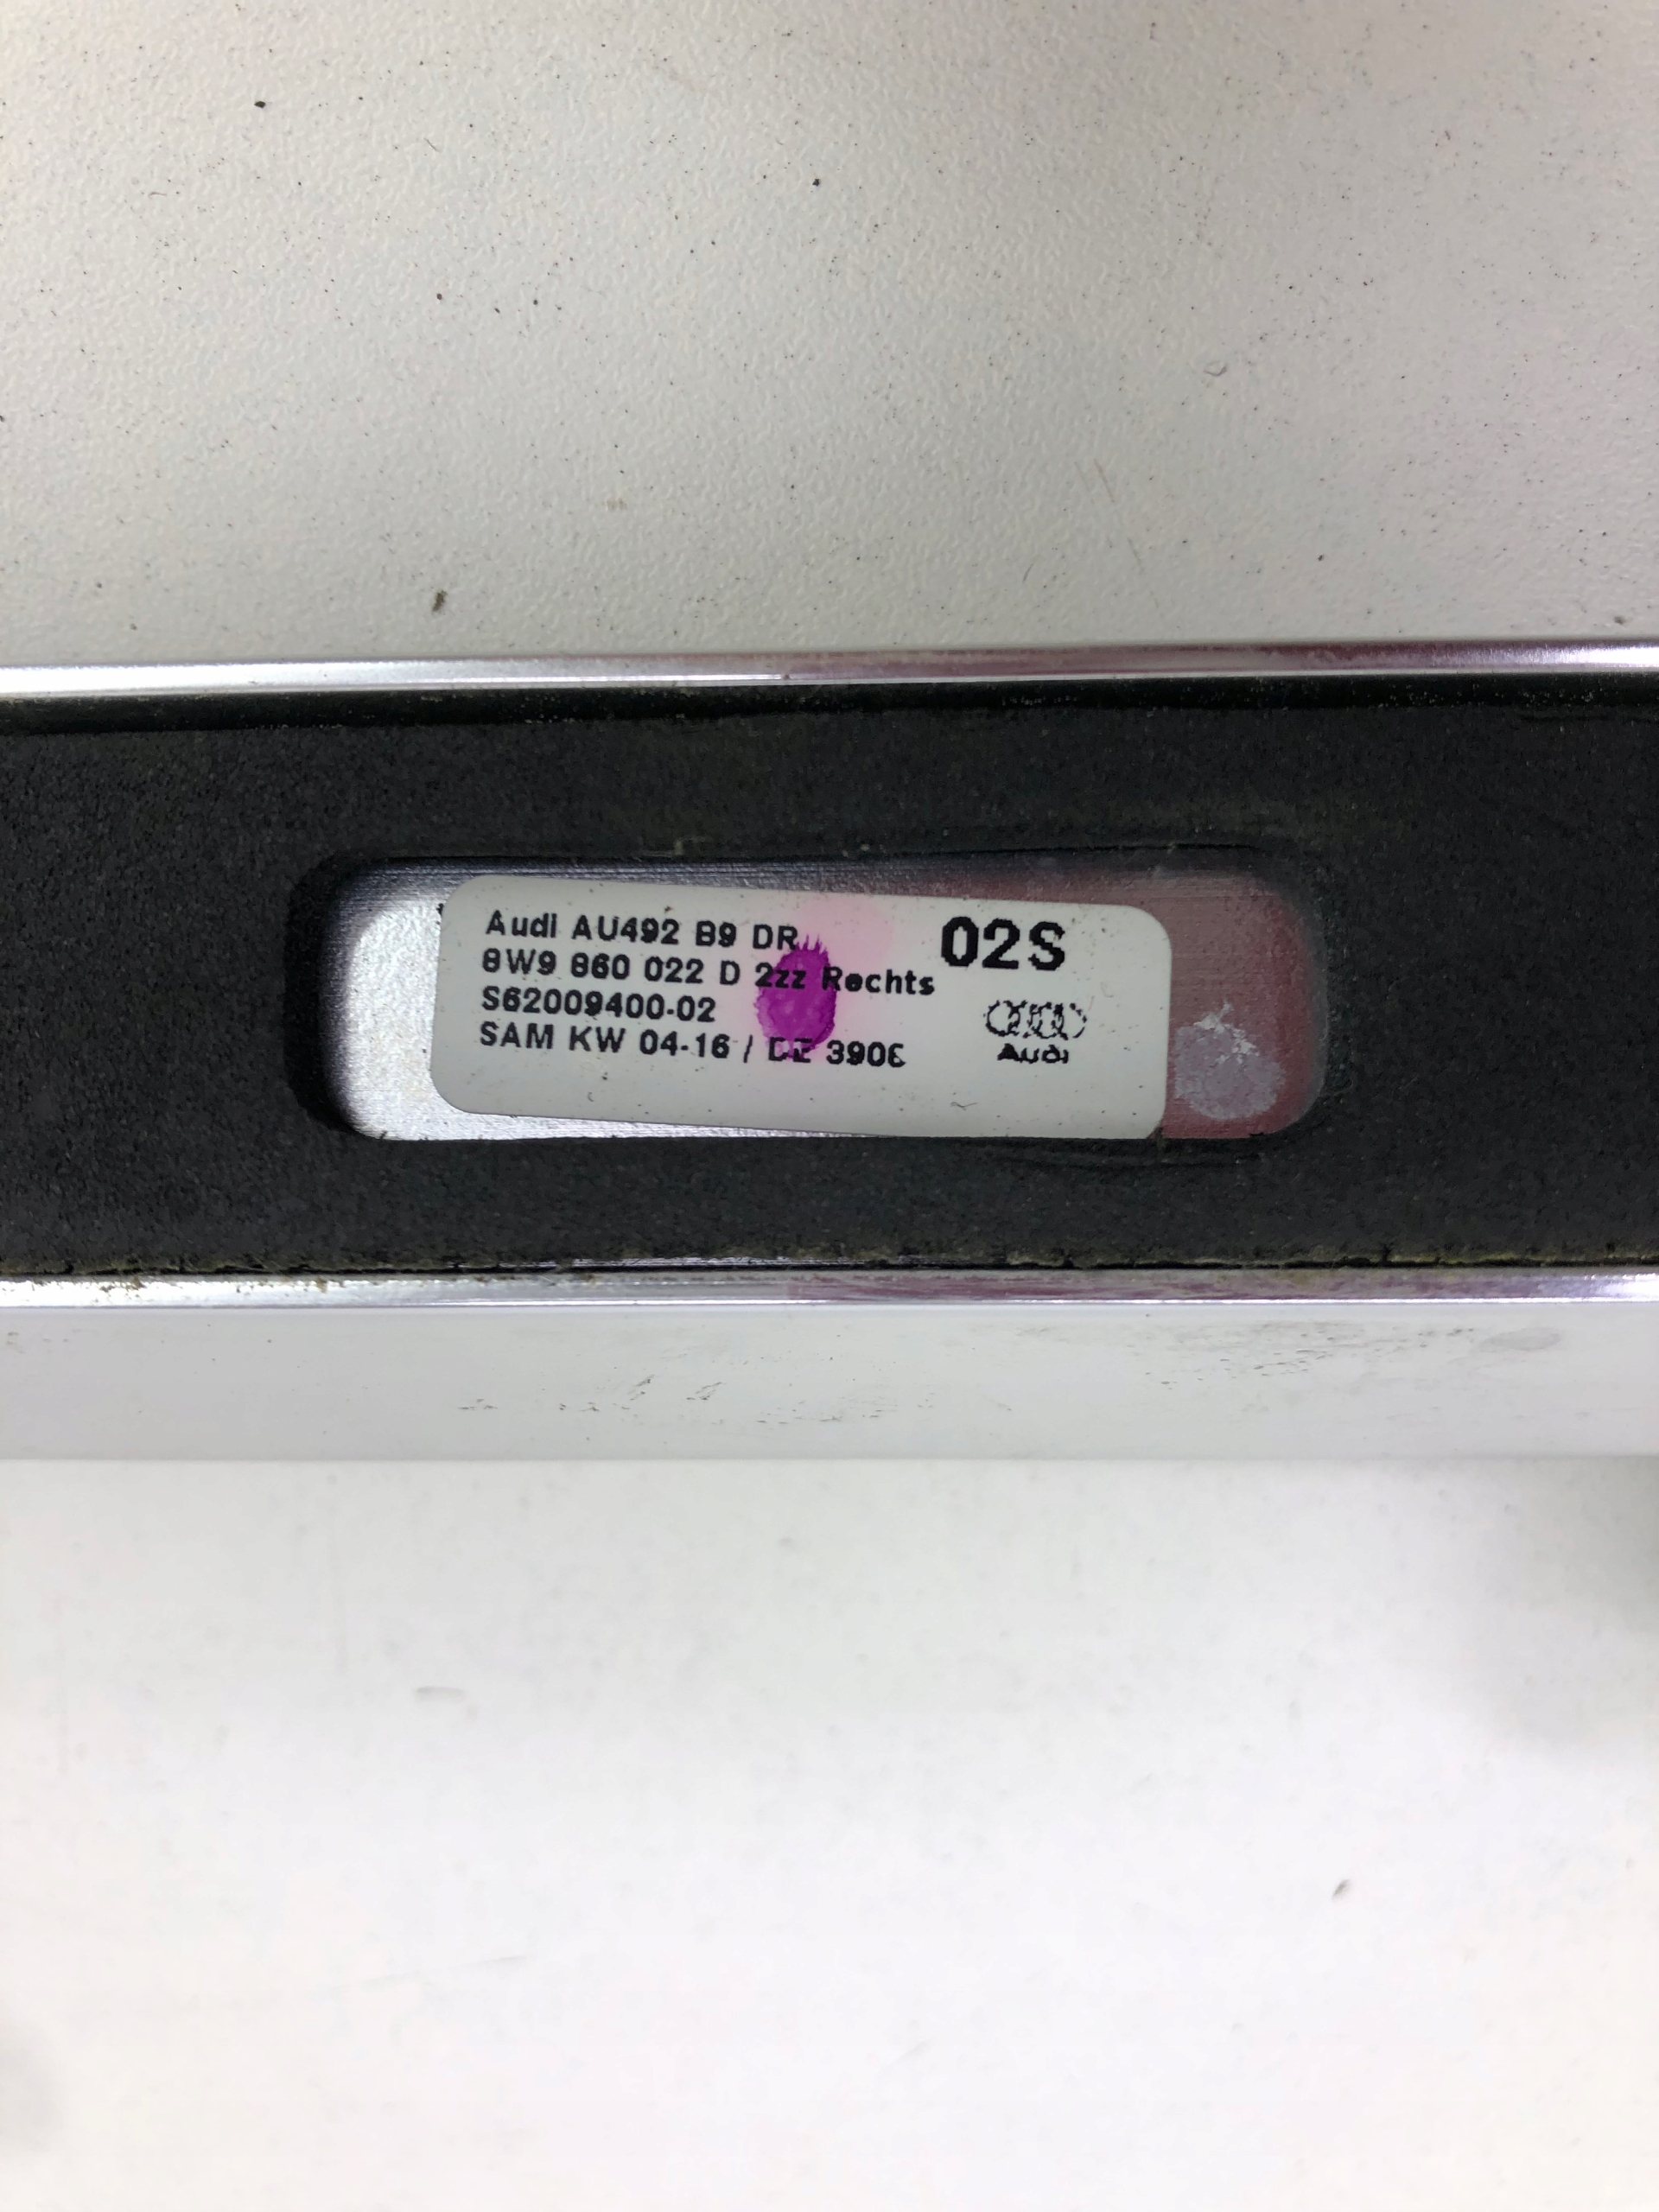 Audi AU492 B9 DR
02S
8W9 860 022 D 2zz Rechts
S62009400-02
SAM KW 04-16 / DE 3906
Audi